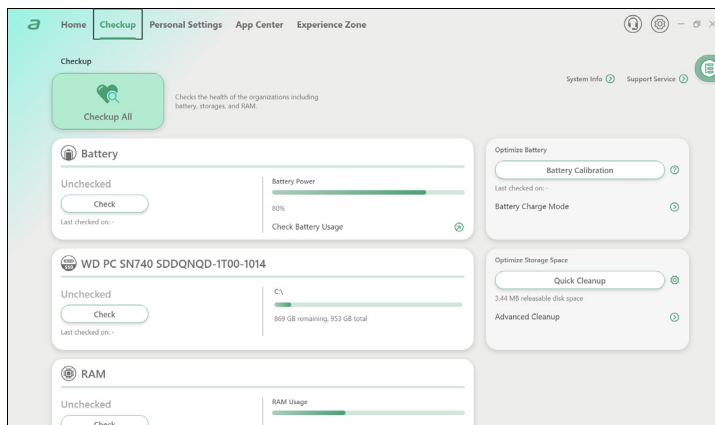 Home Checkup Personal Settings App Center Experience Zone
Checkup
System Info Support Service
Checkup All
Checks the health of the organizations including
battery, storages, and RAM.
Battery
Unchecked
Check
Last checked on: -
Battery Power
80%
Check Battery Usage
Optimize Battery
Battery Calibration
Last checked on: -
Battery Charge Mode
WD PC SN740 SDDQNQD-1T00-1014
Unchecked
Check
Last checked on: -
C:\
869 GB remaining, 953 GB total
Optimize Storage Space
Quick Cleanup
3.44 MB releasable disk space
Advanced Cleanup
RAM
Unchecked
Check
RAM Usage